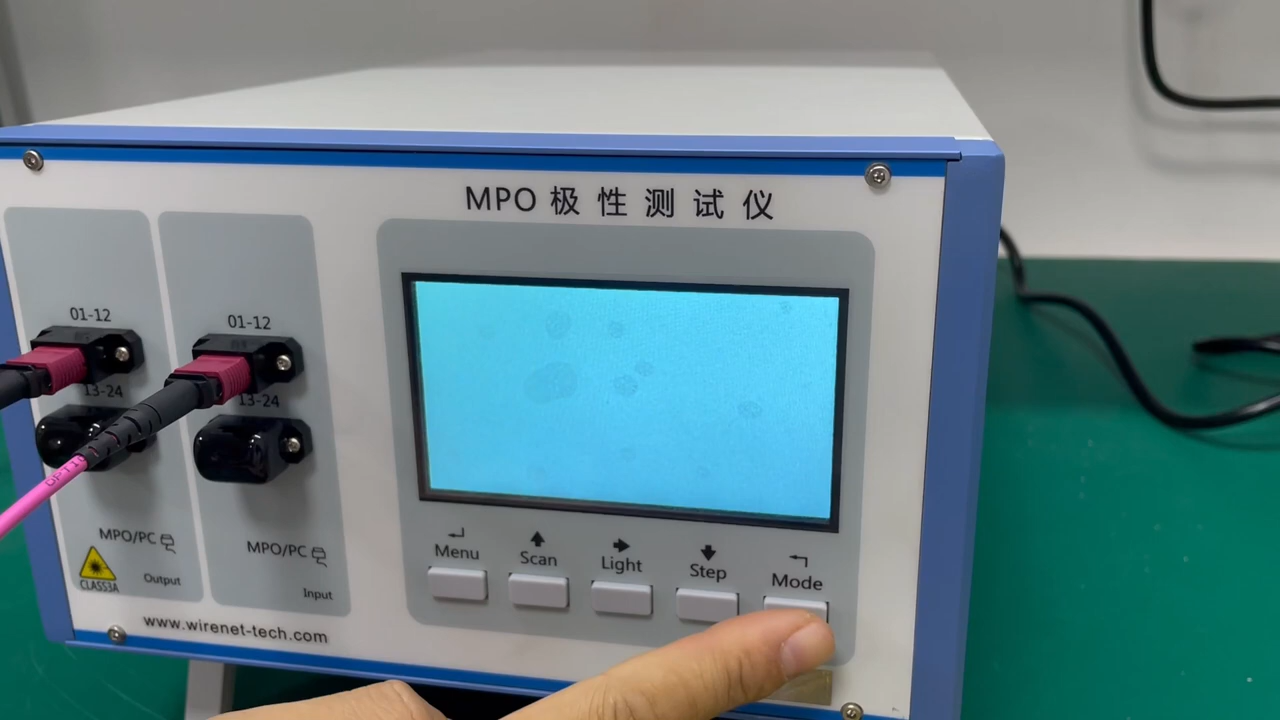 MPO 极性测试仪
01-12
01-12
13-24
13-24
MPO/PC
Output
CLASS3A
MPO/PC
Input
www.wirenet-tech.com
Menu
Scan
Light
Step
Mode